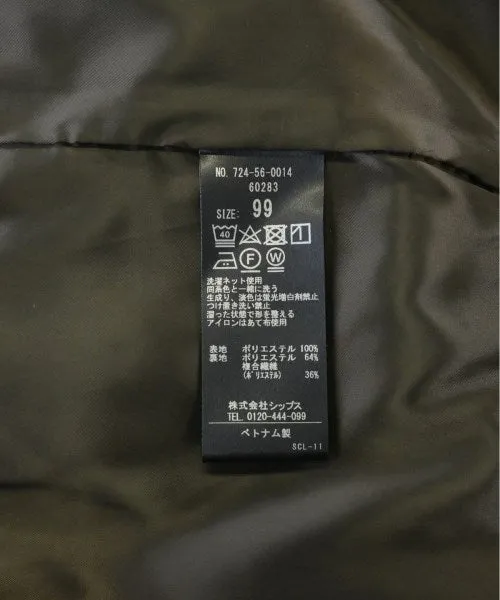 NO. 724-56-0014
60283
SIZE: 99
40
F W
洗濯ネット使用
同系色と一緒に洗う
生成り、淡色は蛍光増白剤禁止
つけ置き洗い禁止
湿った状態で形を整える
アイロンはあて布使用
表地 ポリエステル 100%
裏地 ポリエステル 64%
複合繊維
(ポリエステル) 36%
株式会社シップス
TEL. 0120-444-099
ベトナム製
SCL-11